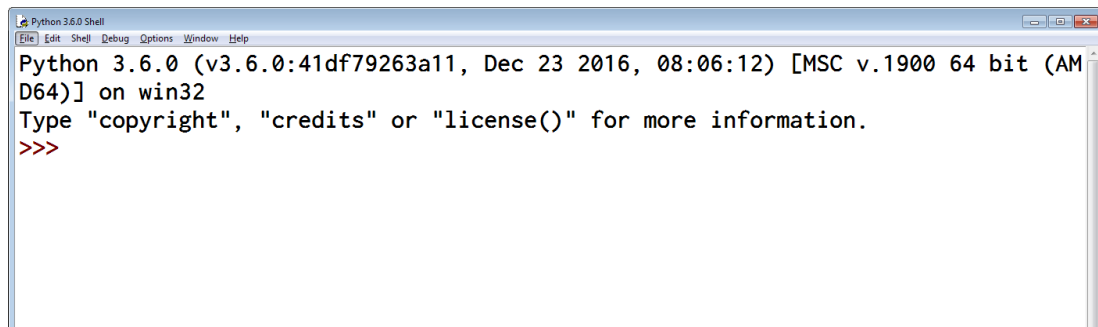 Python 3.6.0 Shell
File Edit Shell Debug Options Window Help
Python 3.6.0 (v3.6.0:41df79263a11, Dec 23 2016, 08:06:12) [MSC v.1900 64 bit (AM
D64)] on win32
Type "copyright", "credits" or "license()" for more information.
>>>